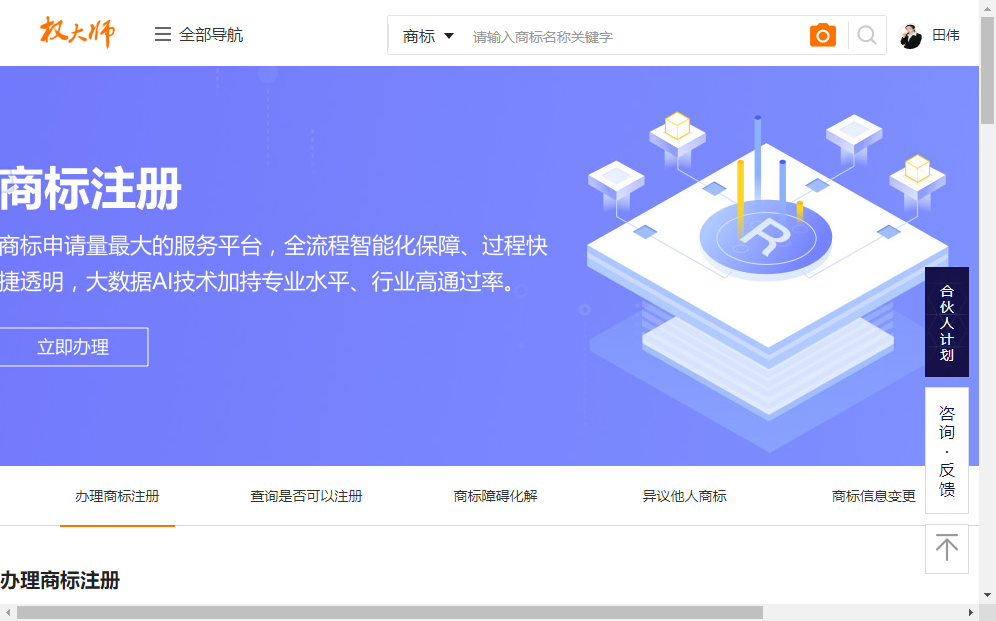 权大师
全部导航
商标
请输入商标名称关键字
田伟
商标注册
商标申请量最大的服务平台，全流程智能化保障、过程快
捷透明，大数据AI技术加持专业水平、行业高通过率。
立即办理
R
合伙人计划
咨询·反馈
办理商标注册
查询是否可以注册
商标障碍化解
异议他人商标
商标信息变更
办理商标注册